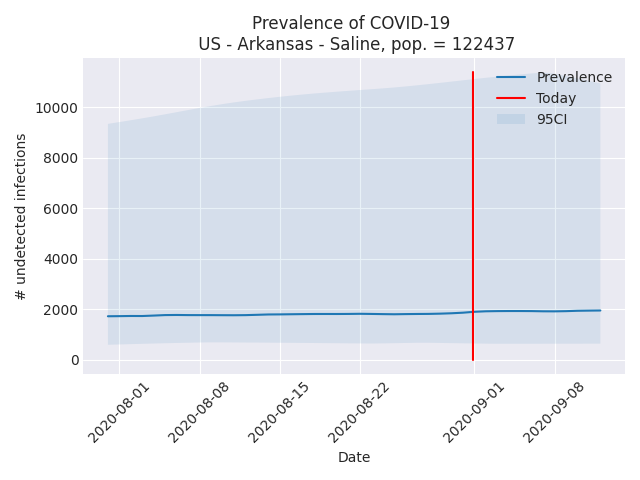 Prevalence of COVID-19
US - Arkansas - Saline, pop. = 122437
# undetected infections
10000
8000
6000
4000
2000
0
Prevalence
Today
95CI
2020-08-01
2020-08-08
2020-08-15
2020-08-22
2020-09-01
2020-09-08
Date